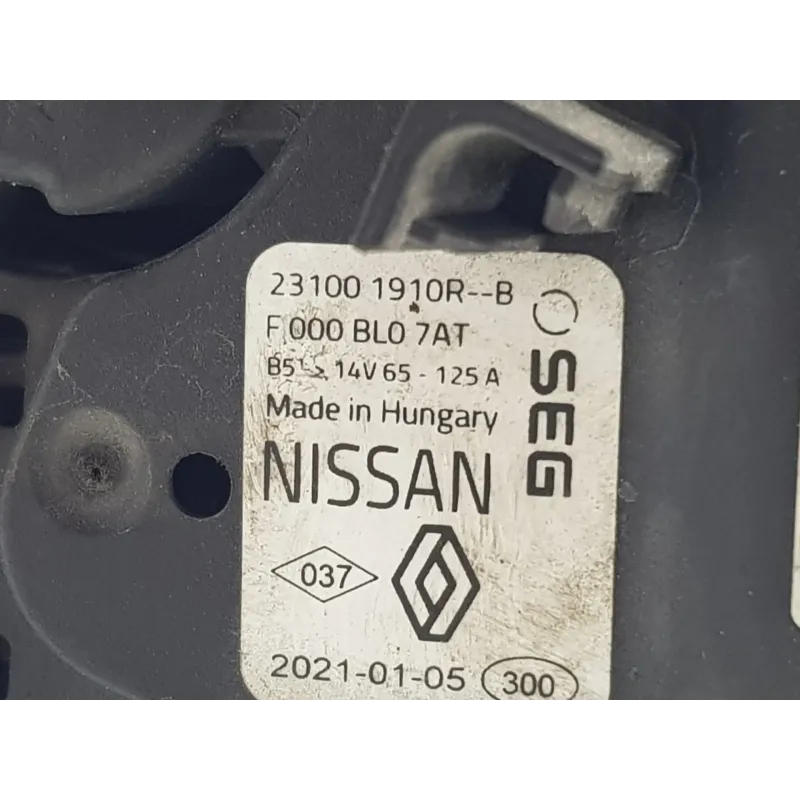 23100 1910R--B
F 000 BL0 7AT
14V 65 - 125 A
Made in Hungary
NISSAN
SEG
037
2021-01-05
300